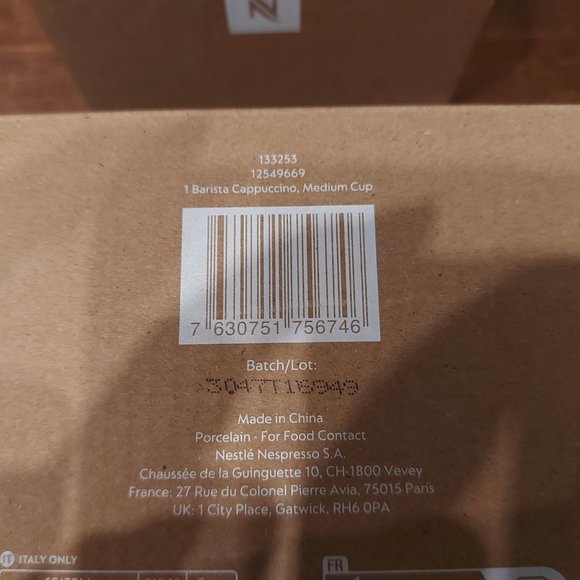 133253
12549669
1 Barista Cappuccino, Medium Cup
7 630751 756746
Batch/Lot:
3047T16949
Made in China
Porcelain - For Food Contact
Nestlé Nespresso S.A.
Chaussée de la Guinguette 10, CH-1800 Vevey
France: 27 Rue du Colonel Pierre Avia, 75015 Paris
UK: 1 City Place, Gatwick, RH6 0PA
IT ITALY ONLY
FR